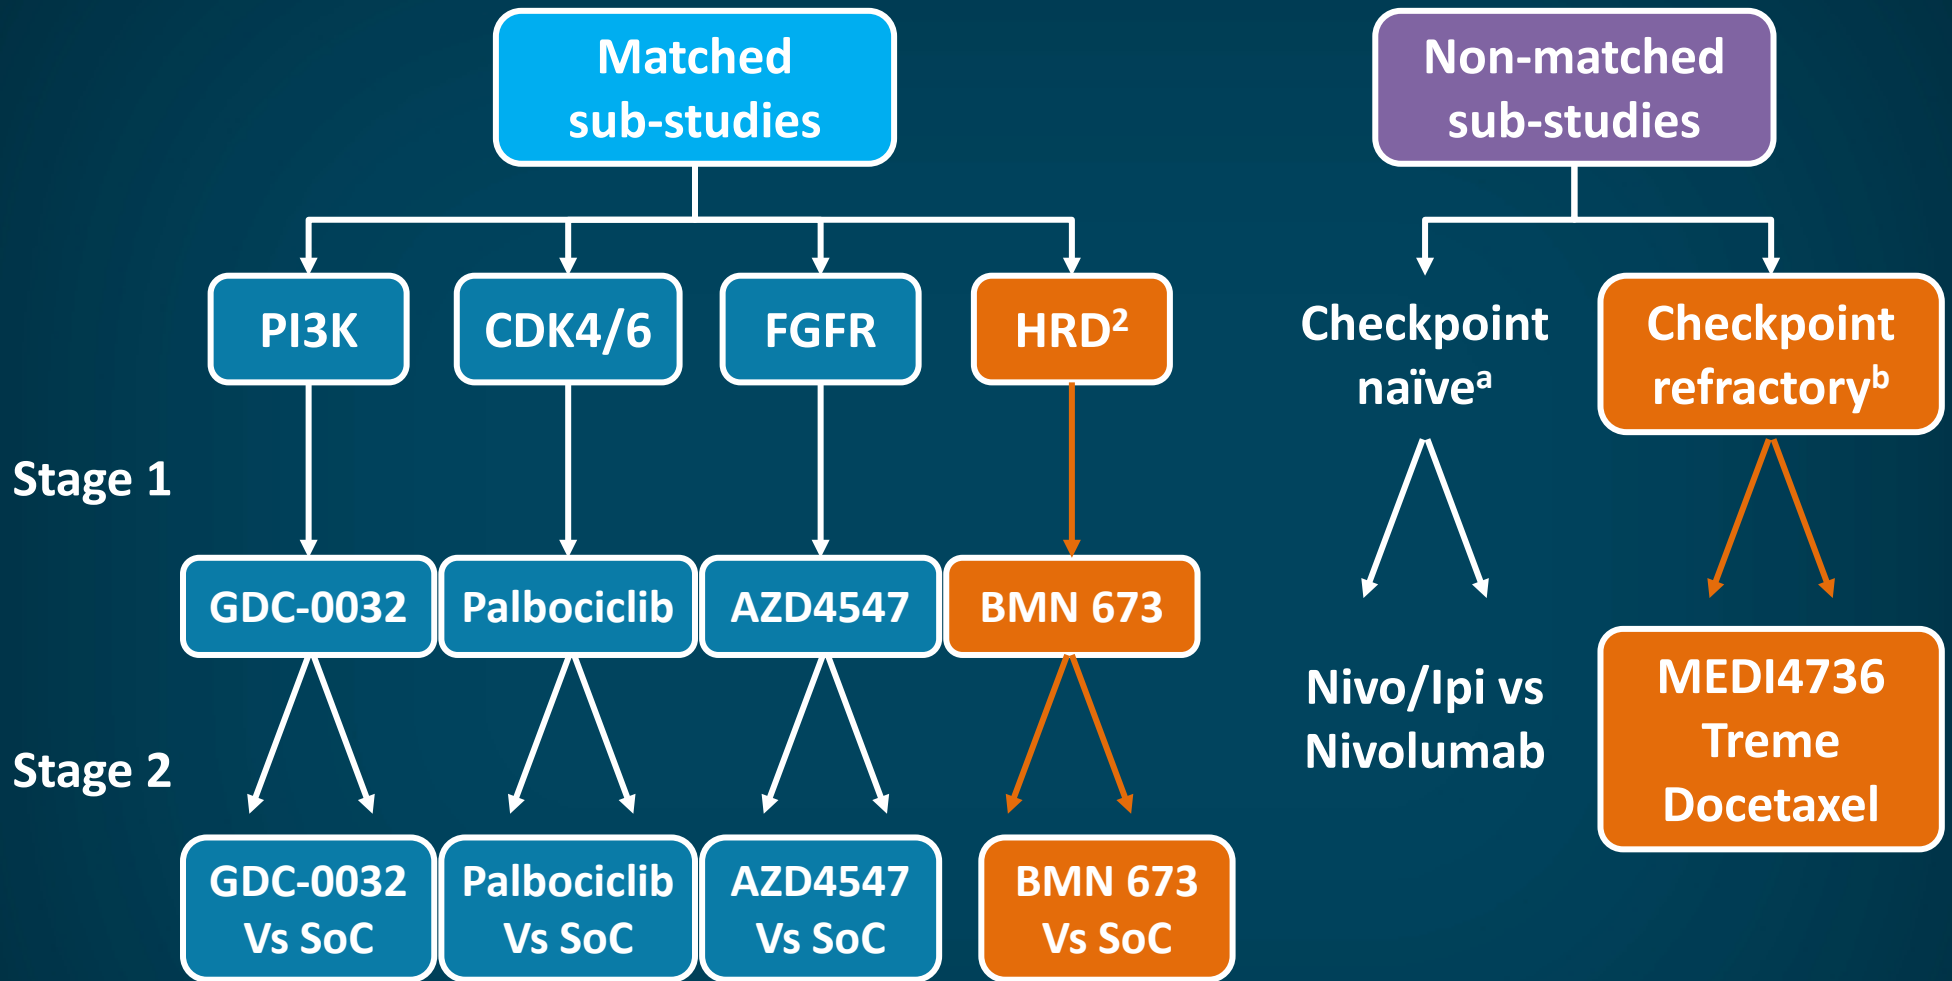 Matched
sub-studies
Non-matched
sub-studies
PI3K
CDK4/6
FGFR
HRD²
Checkpoint
naïveᵃ
Checkpoint
refractoryᵇ
Stage 1
GDC-0032
Palbociclib
AZD4547
BMN 673
Nivo/Ipi vs
Nivolumab
MEDI4736
Treme
Docetaxel
Stage 2
GDC-0032
Vs SoC
Palbociclib
Vs SoC
AZD4547
Vs SoC
BMN 673
Vs SoC